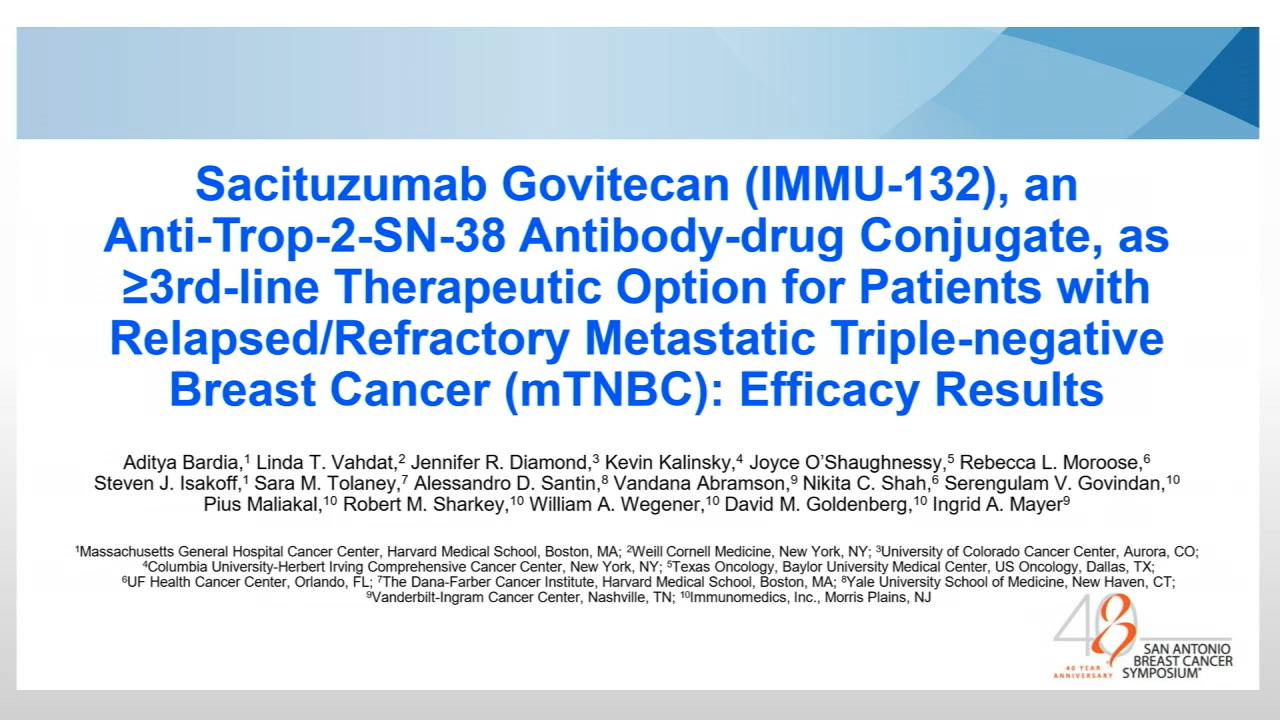 Sacituzumab Govitecan (IMMU-132), an
Anti-Trop-2-SN-38 Antibody-drug Conjugate, as
≥3rd-line Therapeutic Option for Patients with
Relapsed/Refractory Metastatic Triple-negative
Breast Cancer (mTNBC): Efficacy Results
Aditya Bardia,¹ Linda T. Vahdat,² Jennifer R. Diamond,³ Kevin Kalinsky,⁴ Joyce O’Shaughnessy,⁵ Rebecca L. Moroose,⁶
Steven J. Isakoff,¹ Sara M. Tolaney,⁷ Alessandro D. Santin,⁸ Vandana Abramson,⁹ Nikita C. Shah,⁶ Serengulam V. Govindan,¹⁰
Pius Maliakal,¹⁰ Robert M. Sharkey,¹⁰ William A. Wegener,¹⁰ David M. Goldenberg,¹⁰ Ingrid A. Mayer⁹
¹Massachusetts General Hospital Cancer Center, Harvard Medical School, Boston, MA; ²Weill Cornell Medicine, New York, NY; ³University of Colorado Cancer Center, Aurora, CO;
⁴Columbia University-Herbert Irving Comprehensive Cancer Center, New York, NY; ⁵Texas Oncology, Baylor University Medical Center, US Oncology, Dallas, TX;
⁶UF Health Cancer Center, Orlando, FL; ⁷The Dana-Farber Cancer Institute, Harvard Medical School, Boston, MA; ⁸Yale University School of Medicine, New Haven, CT;
⁹Vanderbilt-Ingram Cancer Center, Nashville, TN; ¹⁰Immunomedics, Inc., Morris Plains, NJ
40
40 YEAR
ANNIVERSARY
SAN ANTONIO
BREAST CANCER
SYMPOSIUM®